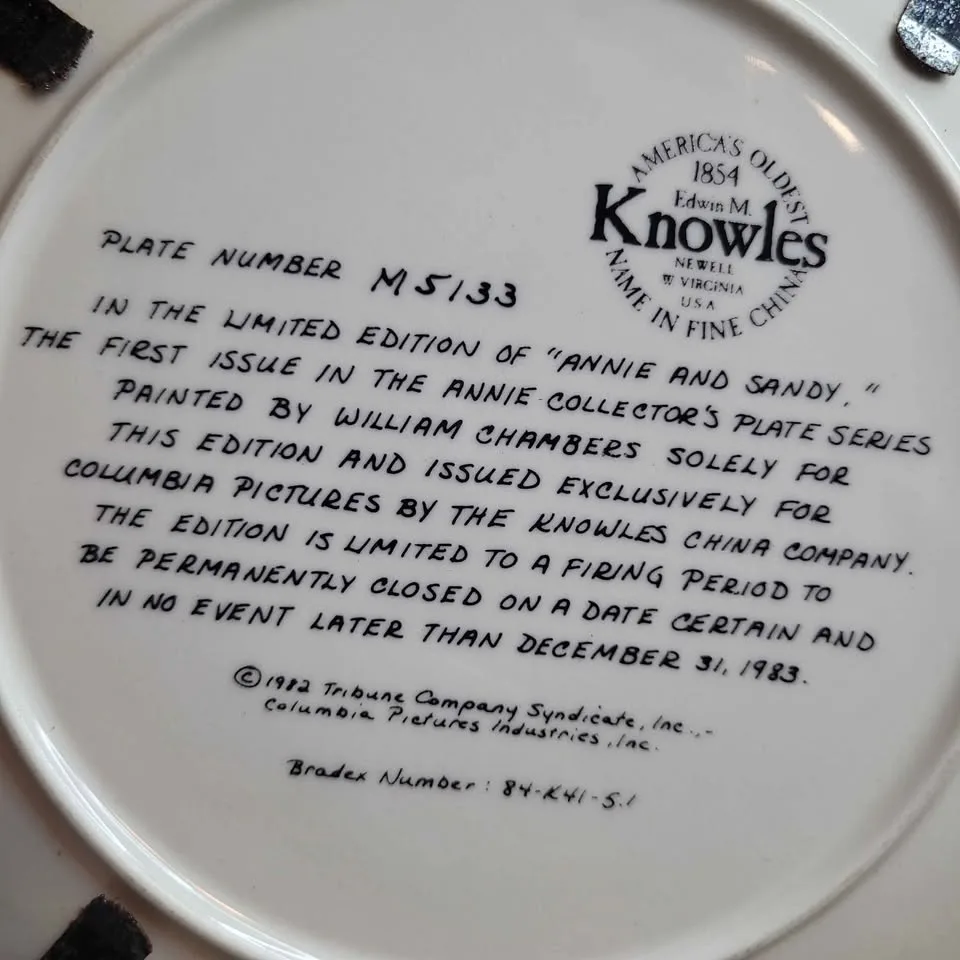 AMERICA'S OLDEST
1854
Edwin M.
Knowles
NEWELL
W VIRGINIA
USA
NAME IN FINE CHINA
PLATE NUMBER M5133
IN THE LIMITED EDITION OF "ANNIE AND SANDY,"
THE FIRST ISSUE IN THE ANNIE COLLECTOR'S PLATE SERIES
PAINTED BY WILLIAM CHAMBERS SOLELY FOR
THIS EDITION AND ISSUED EXCLUSIVELY FOR
COLUMBIA PICTURES BY THE KNOWLES CHINA COMPANY.
THE EDITION IS LIMITED TO A FIRING PERIOD TO
BE PERMANENTLY CLOSED ON A DATE CERTAIN AND
IN NO EVENT LATER THAN DECEMBER 31, 1983.
©1982 Tribune Company Syndicate, Inc.,-
Columbia Pictures Industries, Inc.
Bradex Number: 84-K41-5.1